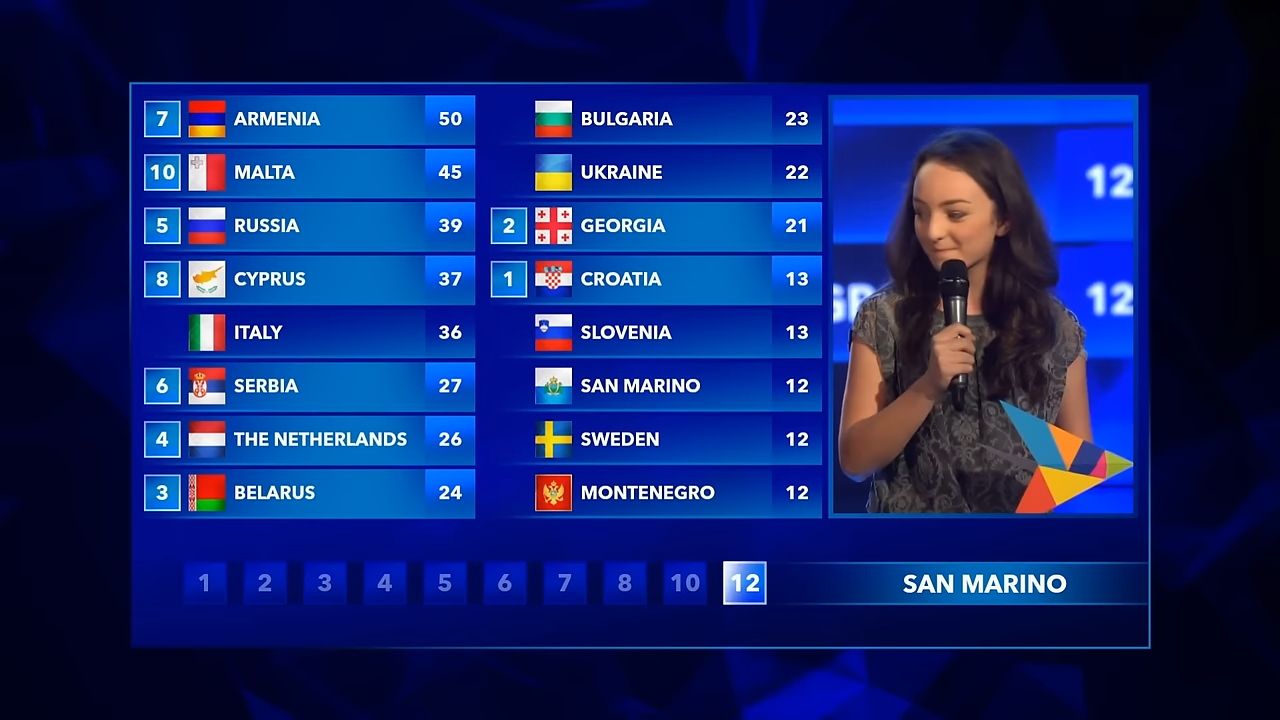 7 ARMENIA 50
10 MALTA 45
5 RUSSIA 39
8 CYPRUS 37
ITALY 36
6 SERBIA 27
4 THE NETHERLANDS 26
3 BELARUS 24
BULGARIA 23
UKRAINE 22
2 GEORGIA 21
1 CROATIA 13
SLOVENIA 13
SAN MARINO 12
SWEDEN 12
MONTENEGRO 12
12
12
1 2 3 4 5 6 7 8 10 12 SAN MARINO